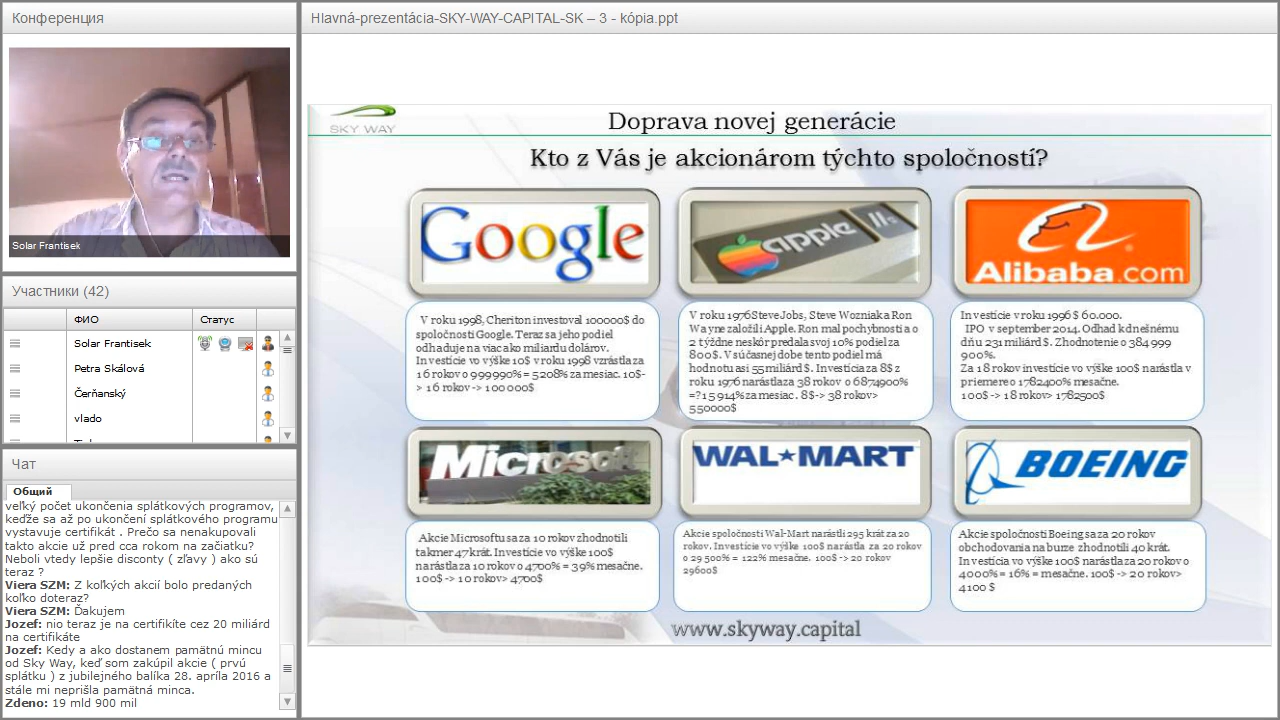 Конференция
Solar Frantisek
Участники (42)
ФИО
Статус
Solar Frantisek
Petra Skálová
Čerňanský
vlado
Чат
Общий
veľký počet ukončenia splátkových programov,
kedže sa až po ukončení splátkového programu
vystavuje certifikát . Prečo sa nenakupoval
takto akcie už pred cca rokom na začiatku?
Neboli vtedy lepšie disconty ( zľavy ) ako sú
teraz ?
Viera SZM: Z koľkých akcií bolo predaných
koľko doteraz?
Viera SZM: Ďakujem
Jozef: nio teraz je na certifikíte cez 20 miliárd
na certifikáte
Jozef: Kedy a ako dostanem pamätnú mincu
od Sky Way, keď som zakúpil akcie ( prvú
splátku ) z jubilejného balíka 28. apríla 2016 a
stále mi neprišla pamätná minca.
Zdeno: 19 mld 900 mil
Hlavná-prezentácia-SKY-WAY-CAPITAL-SK – 3 - kópia.ppt
SKY WAY
Doprava novej generácie
Kto z Vás je akcionárom týchto spoločností?
Google
V roku 1998, Cheriton investoval 100000$ do
spoločnosti Google. Teraz sa jeho podiel
odhaduje na viac ako miliardu dolárov.
Investície vo výške 10$ v roku 1998 vzrástla za
16 rokov o 999990% = 5208% za mesiac. 10$-
> 16 rokov -> 100 000$
apple
V roku 1976 Steve Jobs, Steve Wozniak a Ron
Wayne založili Apple. Ron mal pochybnosti a o
2 týždne neskôr predal svoj 10% podiel za
800$. V súčasnej dobe tento podiel má
hodnotu asi 55 miliard $. Investícia za 8$ z
roku 1976 narástla za 38 rokov o 6874900%
=?15 914% za mesiac . 8$-> 38 rokov>
550000$
Alibaba.com
Investície v roku 1996 $ 60.000.
IPO v september 2014. Odhad k dnešnému
dňu 231 miliárd $. Zhodnotenie o 384 999
900%.
Za 18 rokov investície vo výške 100$ narástla v
priemere o 1782400% mesačne.
100$ -> 18 rokov> 1782500$
Microsoft
Akcie Microsoftu sa za 10 rokov zhodnotili
takmer 47 krát. Investície vo výške 100$
narástla za 10 rokov o 4700% = 39% mesačne.
100$ -> 10 rokov> 4700$
WAL★MART
Akcie spoločnosti Wal-Mart narástli 295 krát za 20
rokov. Investície vo výške 100$ narástla za 20 rokov
o 29 500% = 122% mesačne. 100$ -> 20 rokov
29600$
BOEING
Akcie spoločnosti Boeing sa za 20 rokov
obchodovania na burze zhodnotili 40 krát.
Investícia vo výške 100$ narástla za 20 rokov o
4000% = 16% = mesačne. 100$ -> 20 rokov>
4100 $
www.skyway.capital